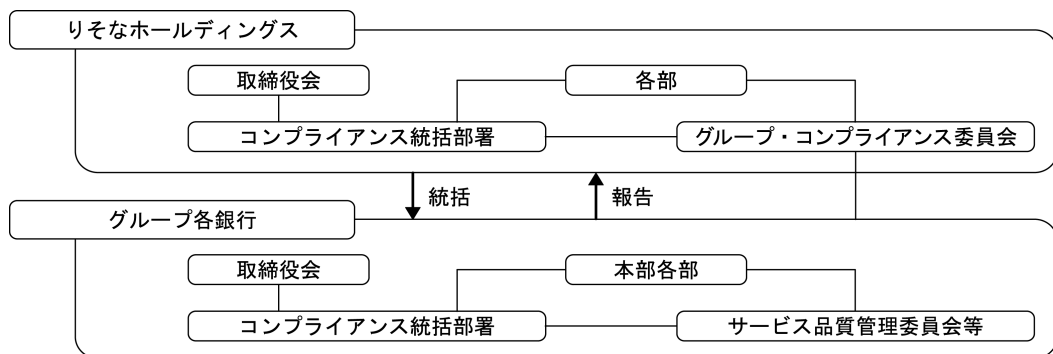 りそなホールディングス
取締役会
各部
コンプライアンス統括部署
グループ・コンプライアンス委員会
統括
報告
グループ各銀行
取締役会
本部各部
コンプライアンス統括部署
サービス品質管理委員会等